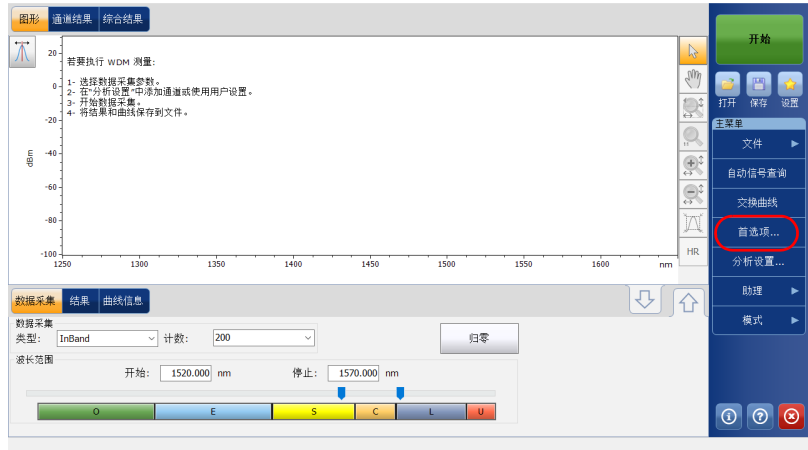 图形 通道结果 综合结果
若要执行 WDM 测量:
1- 选择数据采集参数。
2- 在"分析设置"中添加通道或使用用户设置。
3- 开始数据采集。
4- 将结果和曲线保存到文件。
dBm
20
0
-20
-40
-60
-80
-100
1250 1300 1350 1400 1450 1500 1550 1600 nm
HR
数据采集 结果 曲线信息
数据采集
类型: InBand 计数: 200 归零
波长范围
开始: 1520.000 nm 停止: 1570.000 nm
O E S C L U
开始
打开 保存 设置
主菜单
文件
自动信号查询
交换曲线
首选项...
分析设置...
助理
模式